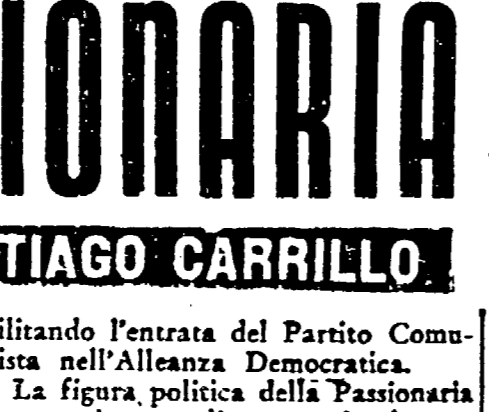 IONARIA
TIAGO CARRILLO
ilitando l'entrata del Partito Comu-
ista nell'Alleanza Democratica.
La figura politica della Passionaria